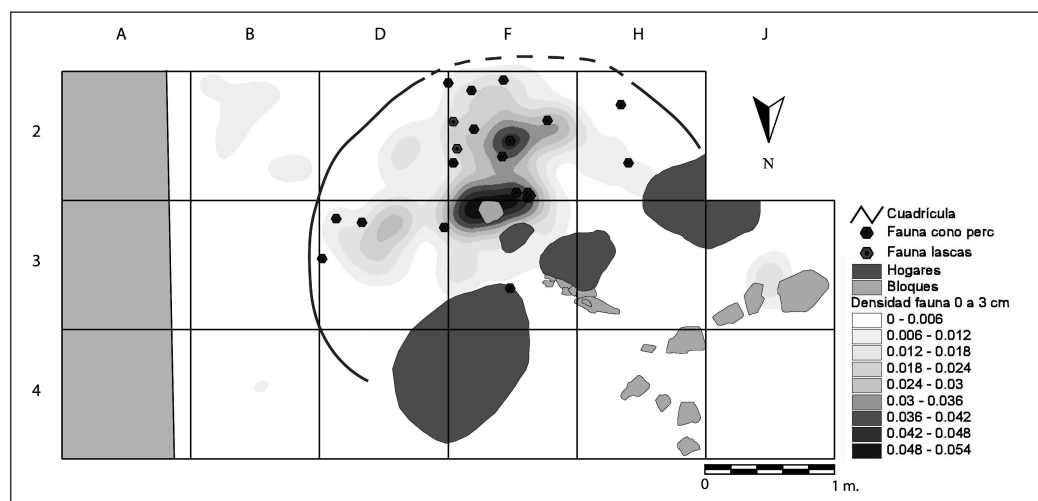 A B D F H J
2
N
3
4
Cuadrícula
Fauna cono perc
Fauna lascas
Hogares
Bloques
Densidad fauna 0 a 3 cm
0 - 0.006
0.006 - 0.012
0.012 - 0.018
0.018 - 0.024
0.024 - 0.03
0.03 - 0.036
0.036 - 0.042
0.042 - 0.048
0.048 - 0.054
0 1 m.